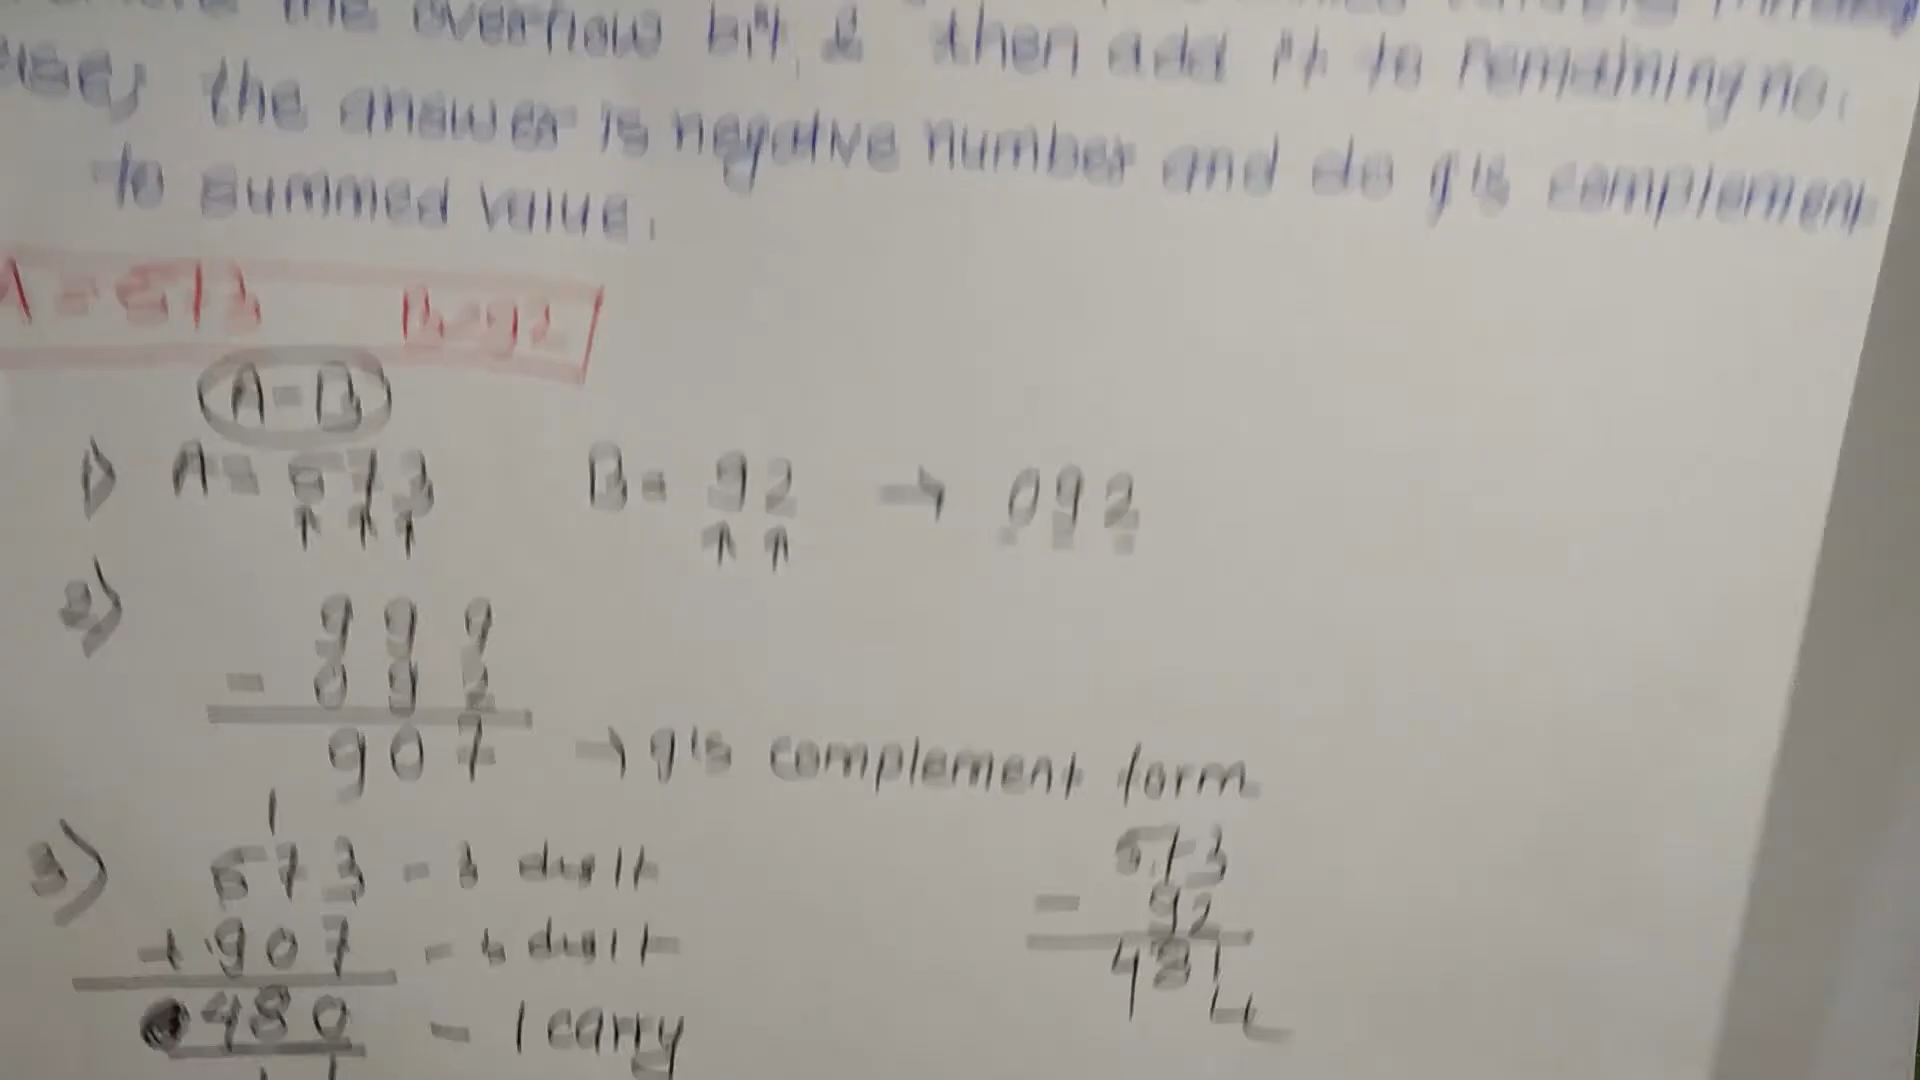 the overflow bit, & then add it to remaining no.
the answer is negative number and do 9's complement
to summed value.
A = 573 B = 92
A - B
1) A = 573 B = 92 → 092
2) 999
- 092
907 → 9's complement form
3) 1
573 - 3 digit
+ 907 - 3 digit
480 - 1 carry
573
- 92
481